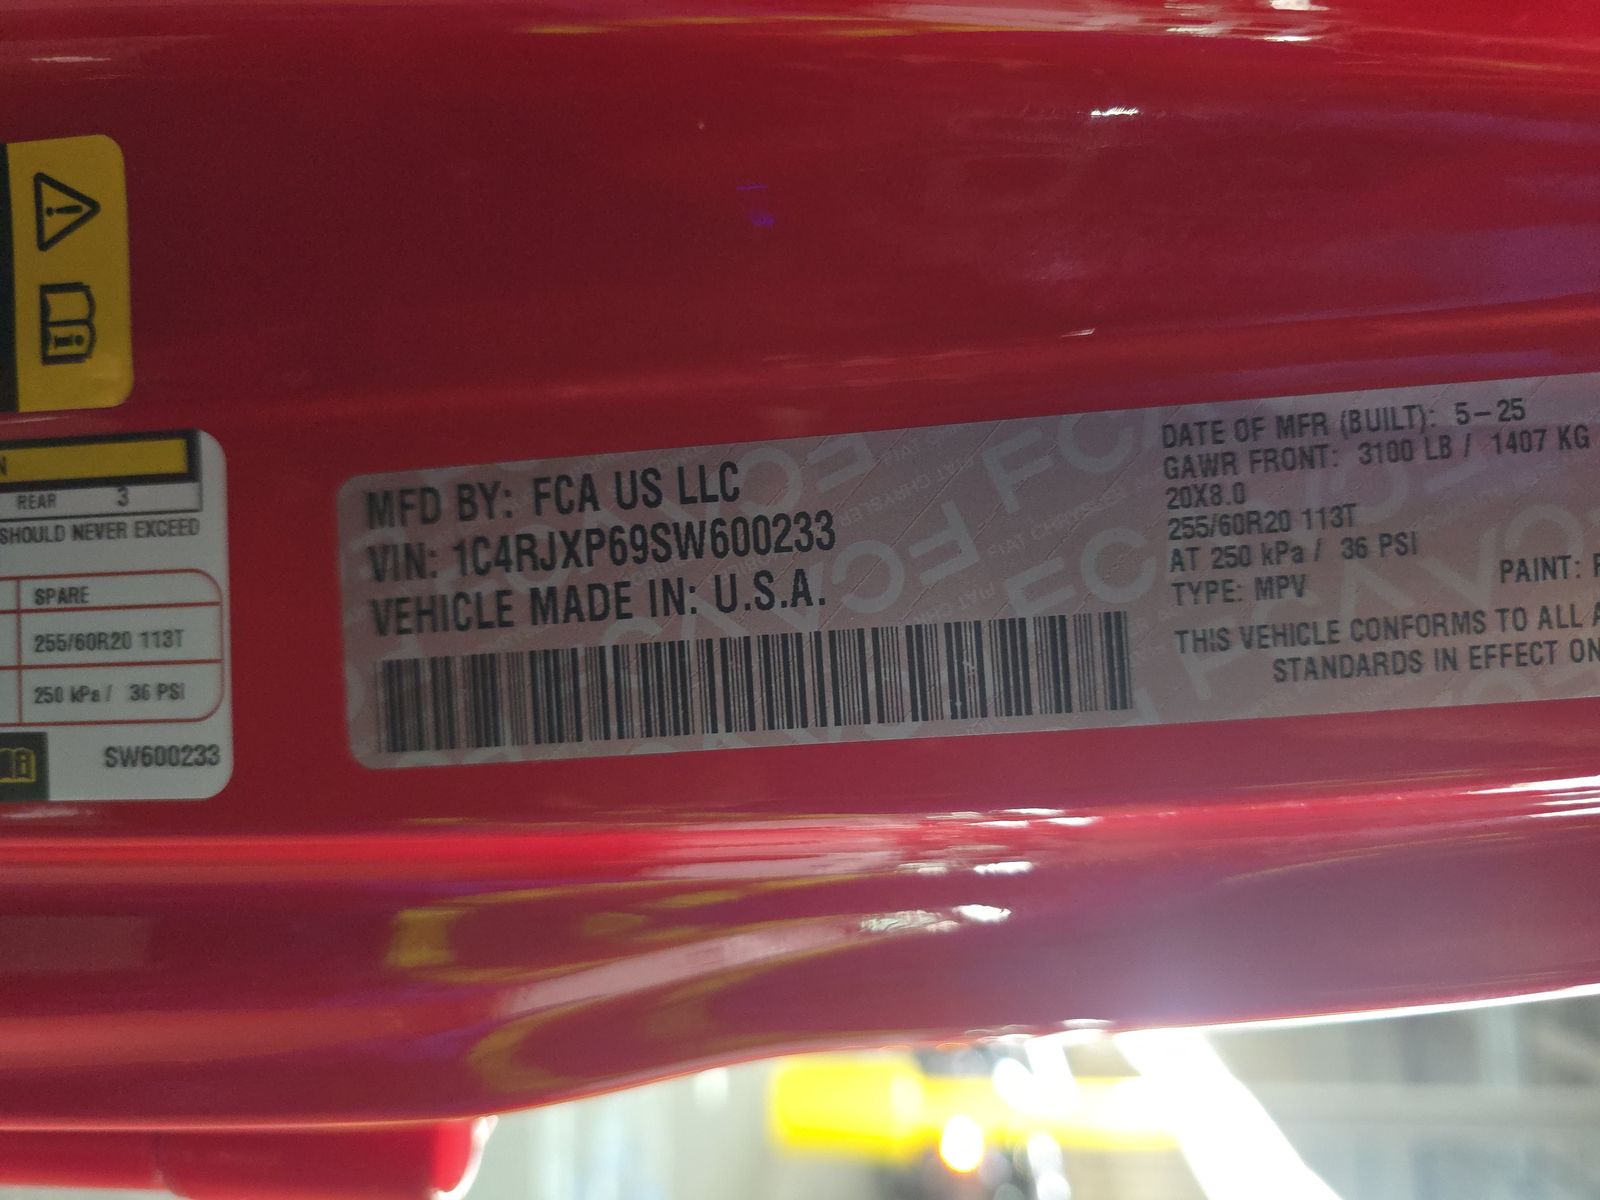 N
REAR 3
SHOULD NEVER EXCEED
SPARE
255/60R20 113T
250 kPa / 36 PSI
SW600233
MFD BY: FCA US LLC
VIN: 1C4RJXP69SW600233
VEHICLE MADE IN: U.S.A.
DATE OF MFR (BUILT): 5-25
GAWR FRONT: 3100 LB / 1407 KG
20X8.0
255/60R20 113T
AT 250 kPa / 36 PSI
TYPE: MPV PAINT: 
THIS VEHICLE CONFORMS TO ALL A
STANDARDS IN EFFECT ON